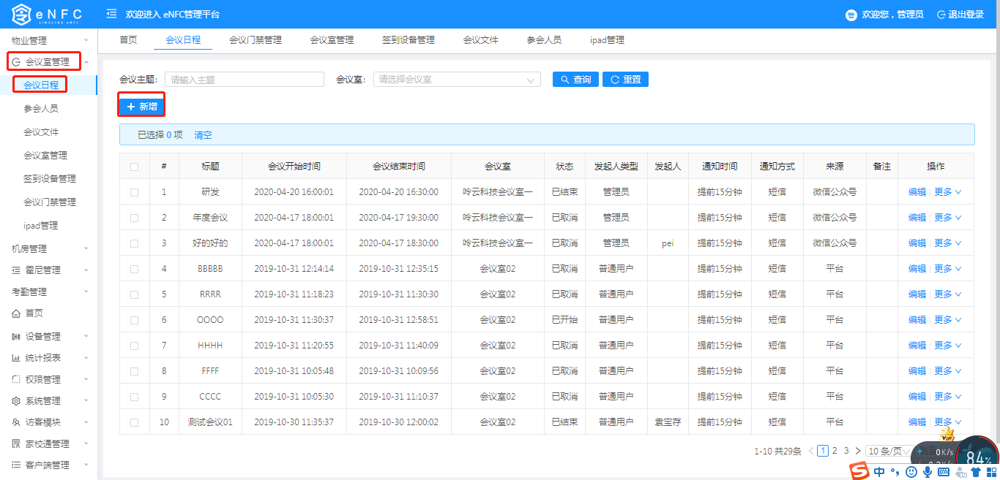 eNFC
LINGLING eNFC
欢迎进入 eNFC管理平台
欢迎您，管理员
退出登录
物业管理
会议室管理
会议日程
参会人员
会议文件
会议室管理
签到设备管理
会议门禁管理
ipad管理
机房管理
霍尼管理
考勤管理
首页
设备管理
统计报表
权限管理
系统管理
访客模块
家校通管理
客户端管理
首页 会议日程 会议门禁管理 会议室管理 签到设备管理 会议文件 参会人员 ipad管理
会议主题: 请输入主题 会议室: 请选择会议室 查询 重置
新增
已选择 0 项 清空
# 标题 会议开始时间 会议结束时间 会议室 状态 发起人类型 发起人 通知时间 通知方式 来源 备注 操作
1 研发 2020-04-20 16:00:01 2020-04-20 16:30:00 呤云科技会议室一 已结束 管理员 提前15分钟 短信 微信公众号 编辑 更多
2 年度会议 2020-04-17 18:00:01 2020-04-17 19:30:00 呤云科技会议室一 已取消 管理员 提前15分钟 短信 微信公众号 编辑 更多
3 好的好的 2020-04-17 18:00:01 2020-04-17 18:30:00 呤云科技会议室一 已取消 管理员 pei 提前15分钟 短信 微信公众号 编辑 更多
4 BBBBB 2019-10-31 12:14:14 2019-10-31 12:35:15 会议室02 已取消 普通用户 提前15分钟 短信 平台 编辑 更多
5 RRRR 2019-10-31 11:18:23 2019-10-31 11:30:30 会议室02 已取消 普通用户 提前15分钟 短信 平台 编辑 更多
6 OOOO 2019-10-31 11:30:37 2019-10-31 12:58:51 会议室02 已开始 普通用户 提前15分钟 短信 平台 编辑 更多
7 HHHH 2019-10-31 11:20:55 2019-10-31 11:40:09 会议室02 已取消 普通用户 提前15分钟 短信 平台 编辑 更多
8 FFFF 2019-10-31 10:05:48 2019-10-31 10:09:56 会议室02 已取消 普通用户 提前15分钟 短信 平台 编辑 更多
9 CCCC 2019-10-31 10:05:30 2019-10-31 11:10:37 会议室02 已取消 普通用户 提前15分钟 短信 平台 编辑 更多
10 测试会议01 2019-10-30 11:35:37 2019-10-30 12:00:02 会议室02 已结束 普通用户 袁宝存 提前15分钟 短信 平台 编辑 更多
1-10 共29条 1 2 3 10 条/页
VIP
0K/s
84%
中